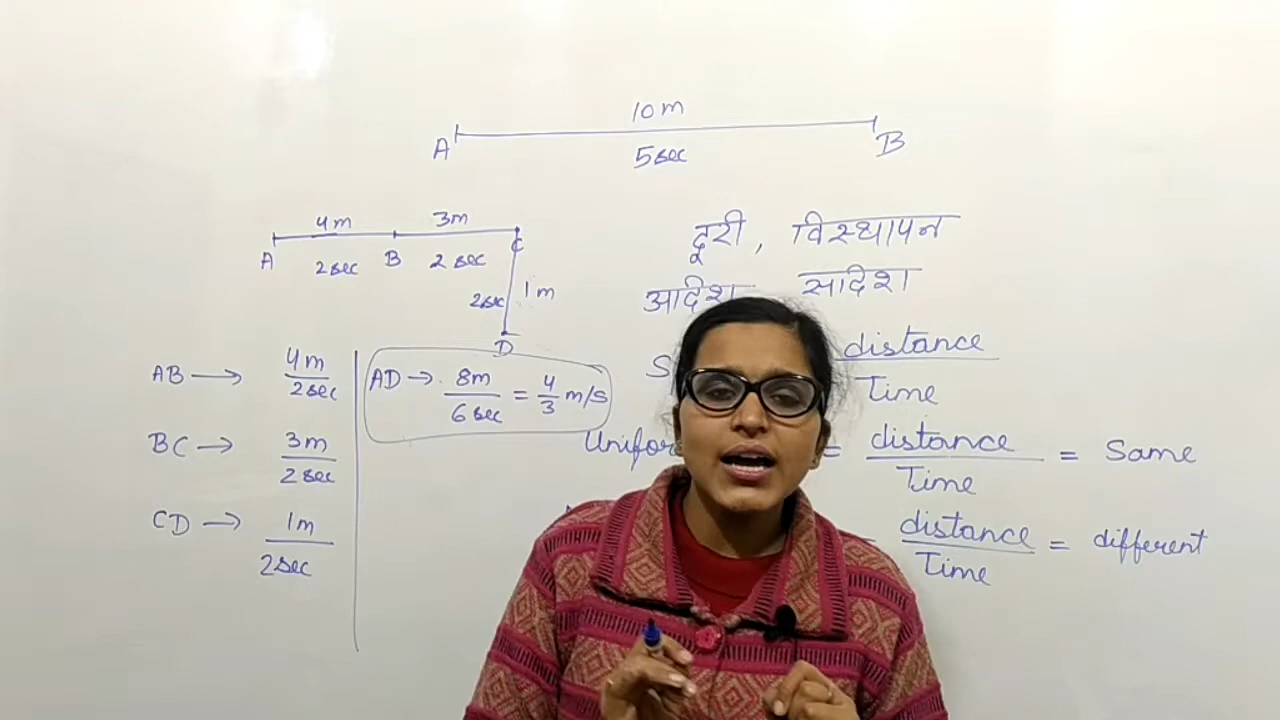 10m
A B
5sec
4m 3m
A B C
2sec 2sec
2sec 1m
D
दूरी , विस्थापन
आदिश सादिश
distance
Time
AB → 4m
2sec
BC → 3m
2sec
CD → 1m
2sec
AD → 8m = 4 m/s
6sec 3
= distance = Same
Time
distance = different
Time